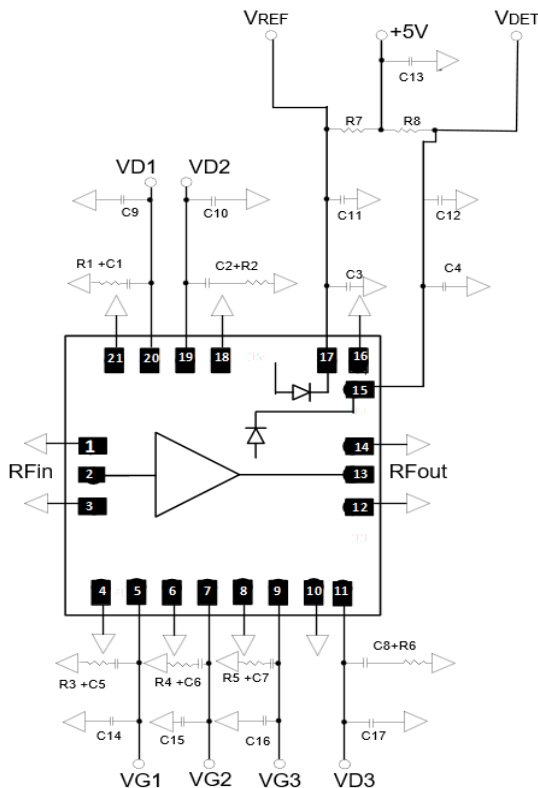 VREF
+5V
VDET
C13
R7
R8
VD1
VD2
C9
C10
C11
C12
R1 +C1
C2+R2
C3
C4
21
20
19
18
17
16
15
1
14
RFin
2
13
RFout
3
12
4
5
6
7
8
9
10
11
R3 +C5
R4 +C6
R5 +C7
C8+R6
C14
C15
C16
C17
VG1
VG2
VG3
VD3